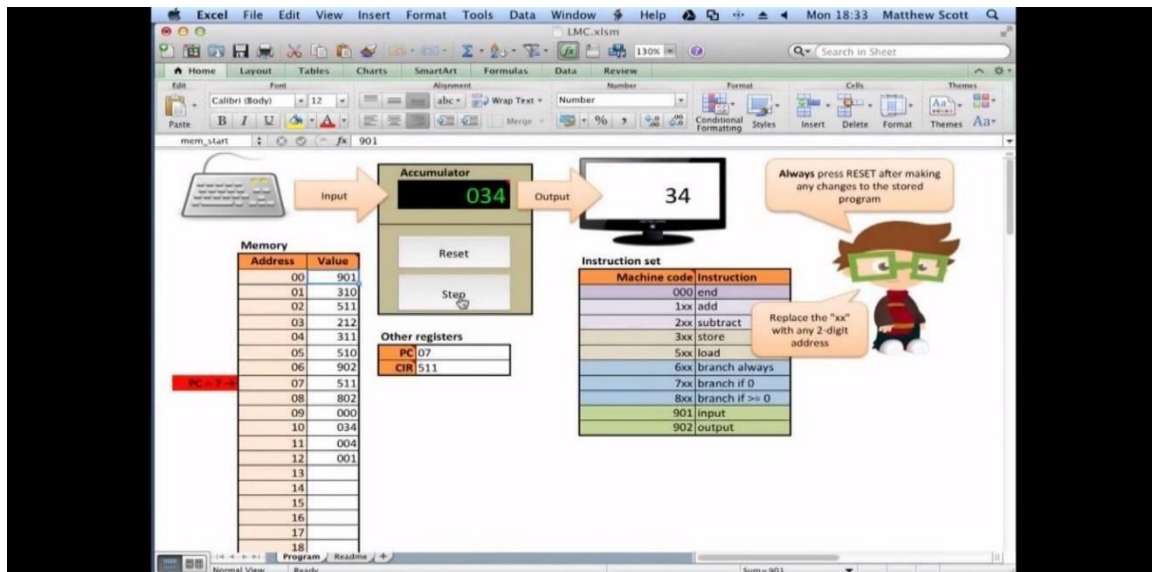 Excel File Edit View Insert Format Tools Data Window Help Mon 18:33 Matthew Scott
LMC.xlsm
130% Search in Sheet
Home Layout Tables Charts SmartArt Formulas Data Review
Edit Font Alignment Number Format Cells Themes
Calibri (Body) 12 abc Wrap Text Number
Paste B I U A Merge % Conditional Formatting Styles Insert Delete Format Themes Aa
mem_start fx 901
Input
Accumulator
034
Output
34
Always press RESET after making
any changes to the stored
program
Reset
Step
Memory
Address Value
00 901
01 310
02 511
03 212
04 311
05 510
06 902
07 511
08 802
09 000
10 034
11 004
12 001
13
14
15
16
17
18
PC = 7
Other registers
PC 07
CIR 511
Instruction set
Machine code Instruction
000 end
1xx add
2xx subtract
3xx store
5xx load
6xx branch always
7xx branch if 0
8xx branch if >= 0
901 input
902 output
Replace the "xx"
with any 2-digit
address
Program Readme +
Normal View Ready Sum=901